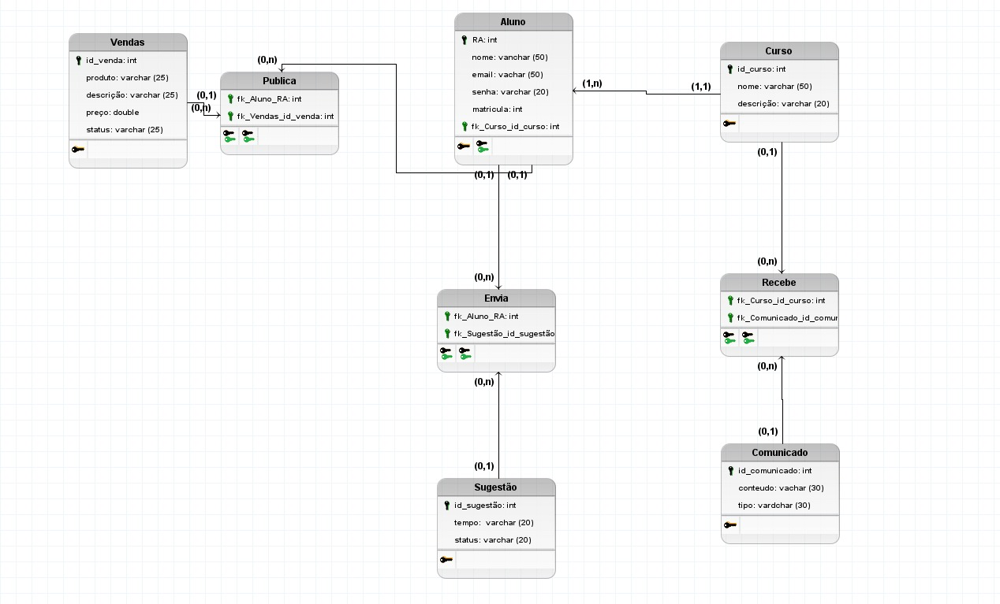 Vendas
id_venda: int
produto: varchar (25)
descrição: varchar (25)
preço: double
status: varchar (25)
(0,1)
(0,n)
(0,n)
Publica
fk_Aluno_RA: int
fk_Vendas_id_venda: int
Aluno
RA: int
nome: vanchar (50)
email: vachar (50)
senha: varchar (20)
matricula: int
fk_Curso_id_curso: int
(0,1)
(0,1)
(1,n)
(1,1)
Curso
id_curso: int
nome: varchar (50)
descrição: varchar (20)
(0,1)
(0,n)
Envia
fk_Aluno_RA: int
fk_Sugestão_id_sugestão
(0,n)
(0,1)
Sugestão
id_sugestão: int
tempo:  varchar (20)
status: varchar (20)
(0,n)
Recebe
fk_Curso_id_curso: int
fk_Comunicado_id_comur
(0,n)
(0,1)
Comunicado
id_comunicado: int
conteudo: vachar (30)
tipo: vardchar (30)